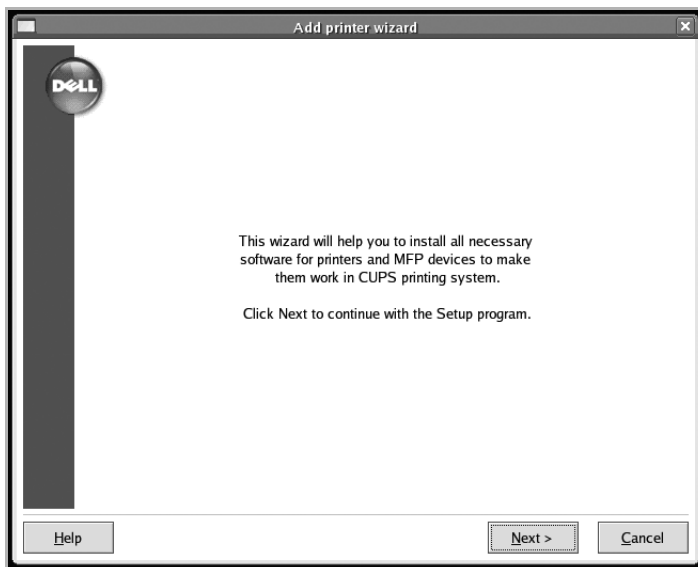 Add printer wizard
DELL
This wizard will help you to install all necessary
software for printers and MFP devices to make
them work in CUPS printing system.
Click Next to continue with the Setup program.
Help
Next >
Cancel